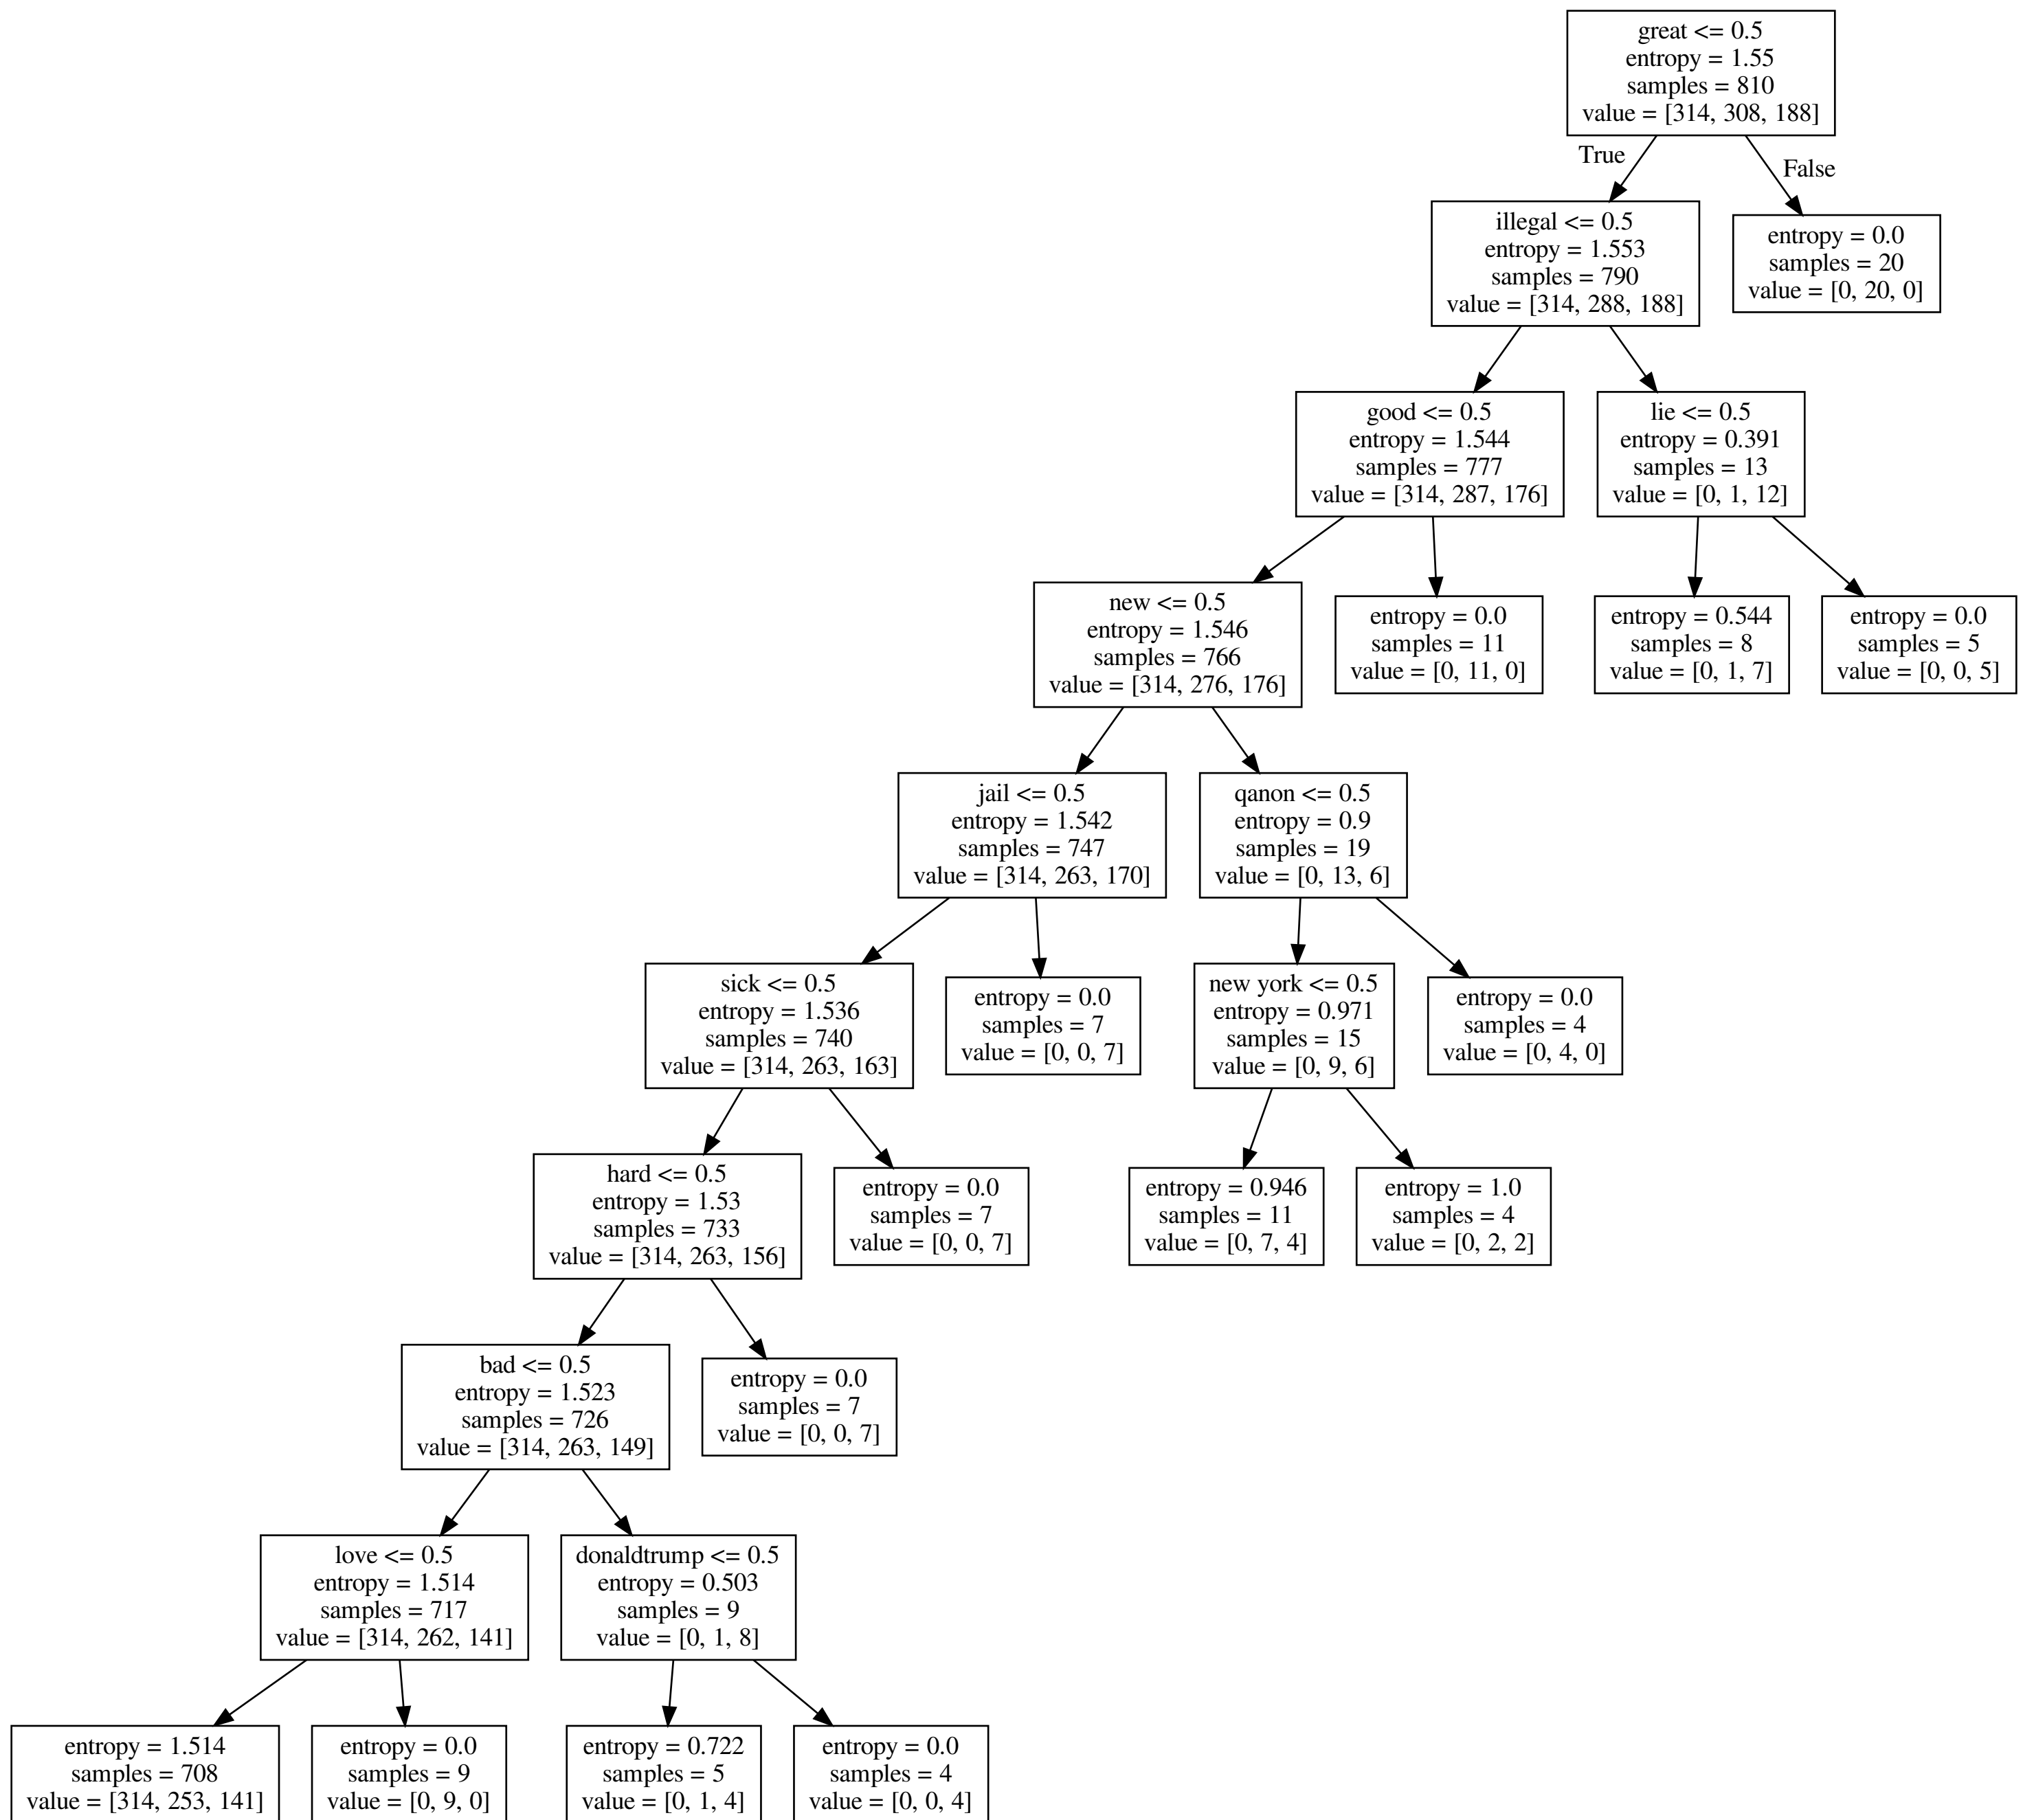 great <= 0.5
entropy = 1.55
samples = 810
value = [314, 308, 188]
True
False
illegal <= 0.5
entropy = 1.553
samples = 790
value = [314, 288, 188]
entropy = 0.0
samples = 20
value = [0, 20, 0]
good <= 0.5
entropy = 1.544
samples = 777
value = [314, 287, 176]
lie <= 0.5
entropy = 0.391
samples = 13
value = [0, 1, 12]
new <= 0.5
entropy = 1.546
samples = 766
value = [314, 276, 176]
entropy = 0.0
samples = 11
value = [0, 11, 0]
entropy = 0.544
samples = 8
value = [0, 1, 7]
entropy = 0.0
samples = 5
value = [0, 0, 5]
jail <= 0.5
entropy = 1.542
samples = 747
value = [314, 263, 170]
qanon <= 0.5
entropy = 0.9
samples = 19
value = [0, 13, 6]
sick <= 0.5
entropy = 1.536
samples = 740
value = [314, 263, 163]
entropy = 0.0
samples = 7
value = [0, 0, 7]
new york <= 0.5
entropy = 0.971
samples = 15
value = [0, 9, 6]
entropy = 0.0
samples = 4
value = [0, 4, 0]
hard <= 0.5
entropy = 1.53
samples = 733
value = [314, 263, 156]
entropy = 0.0
samples = 7
value = [0, 0, 7]
entropy = 0.946
samples = 11
value = [0, 7, 4]
entropy = 1.0
samples = 4
value = [0, 2, 2]
bad <= 0.5
entropy = 1.523
samples = 726
value = [314, 263, 149]
entropy = 0.0
samples = 7
value = [0, 0, 7]
love <= 0.5
entropy = 1.514
samples = 717
value = [314, 262, 141]
donaldtrump <= 0.5
entropy = 0.503
samples = 9
value = [0, 1, 8]
entropy = 1.514
samples = 708
value = [314, 253, 141]
entropy = 0.0
samples = 9
value = [0, 9, 0]
entropy = 0.722
samples = 5
value = [0, 1, 4]
entropy = 0.0
samples = 4
value = [0, 0, 4]